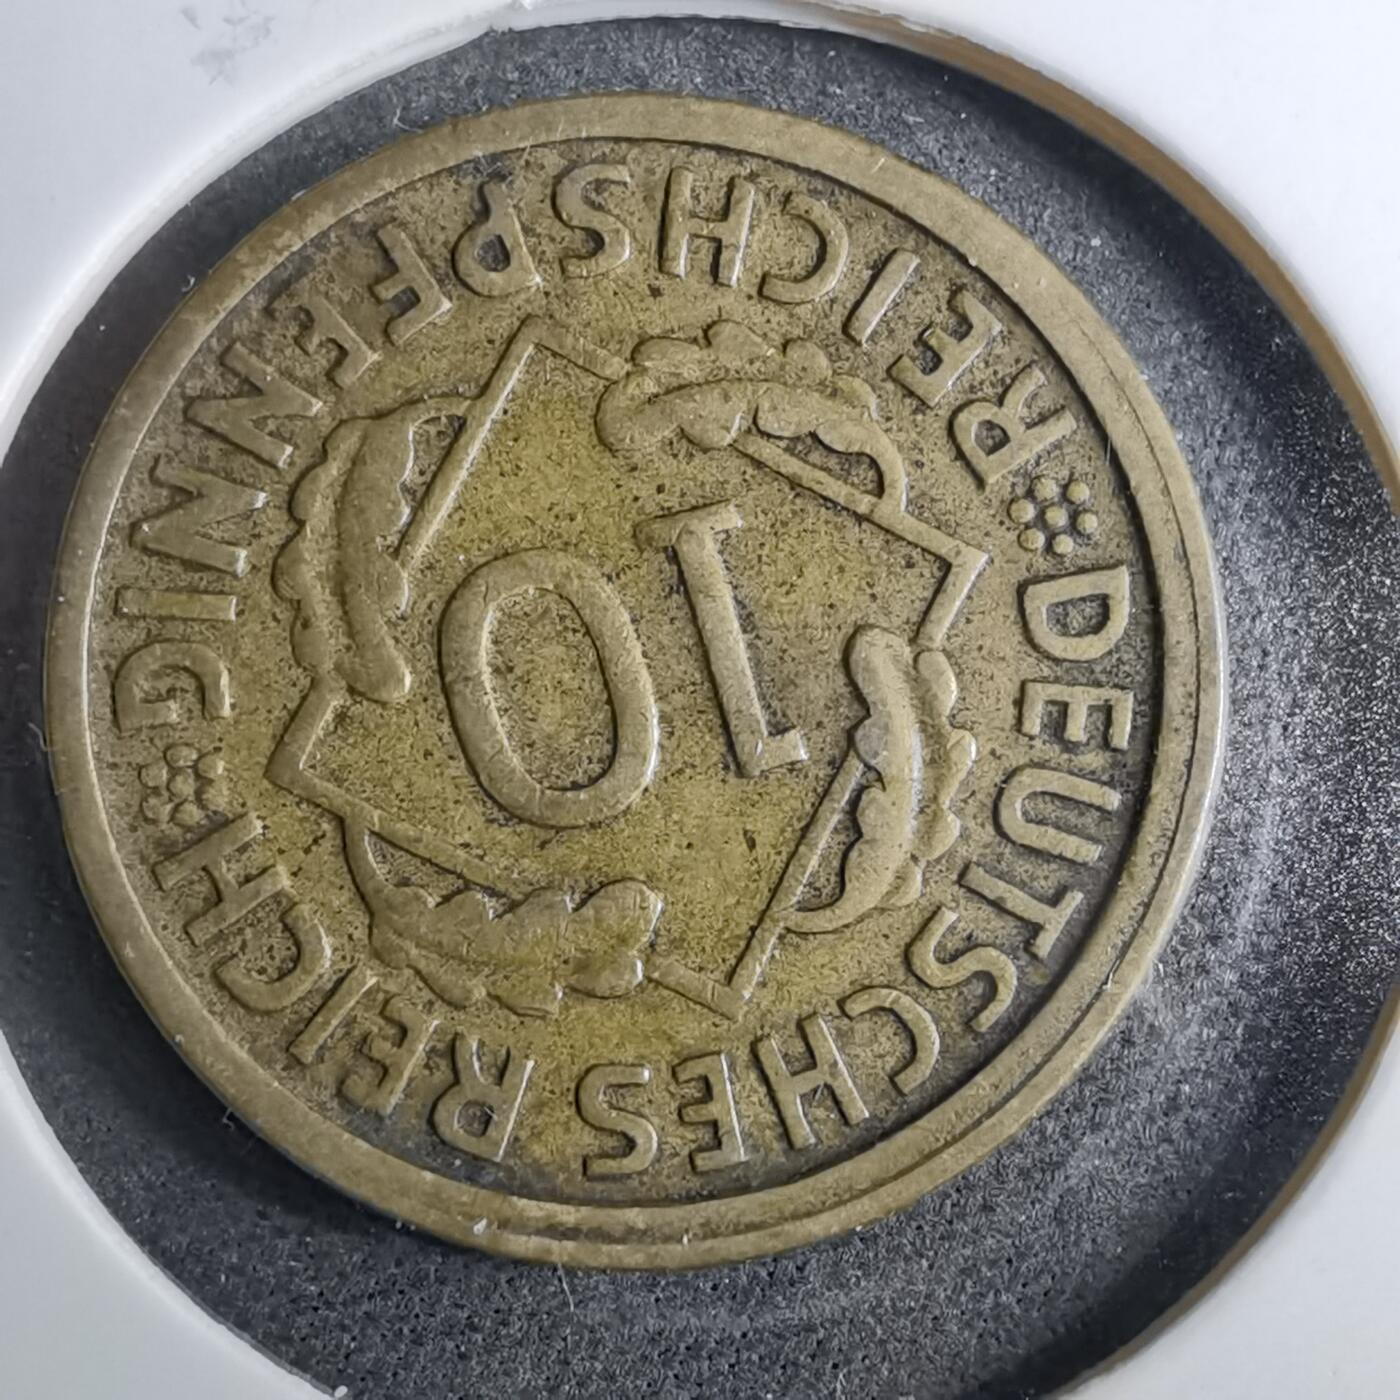 DEUTSCHES REICH
REICHSPFENNIG
10